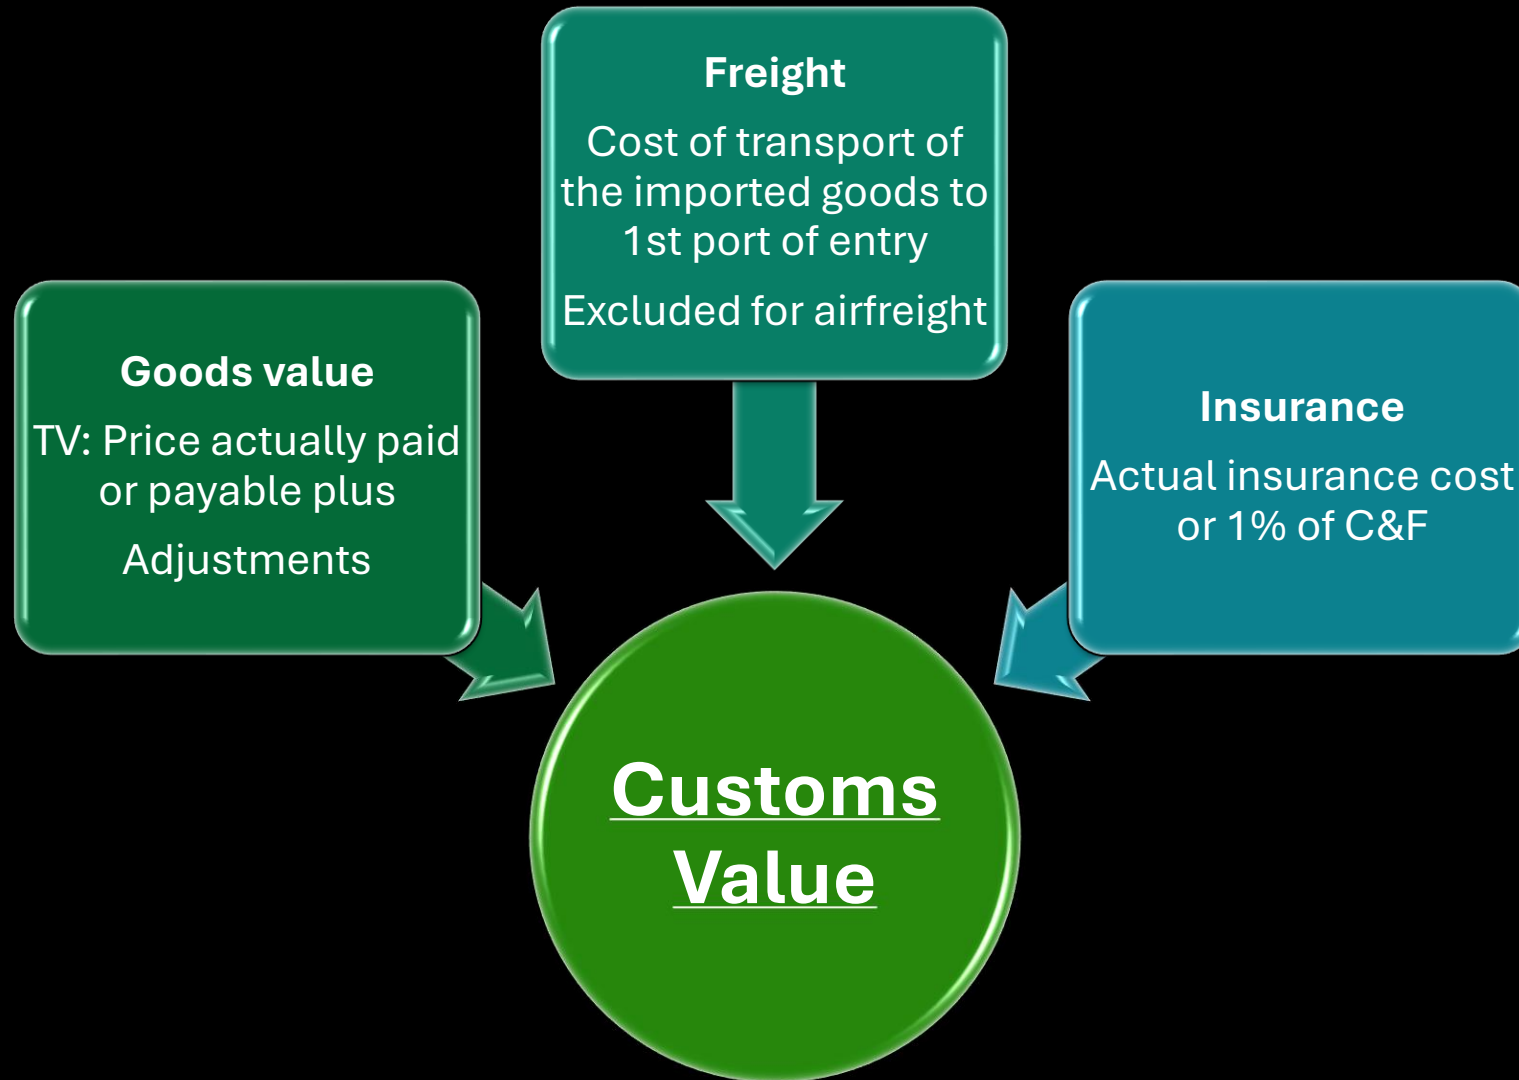 Freight
Cost of transport of
the imported goods to
1st port of entry
Excluded for airfreight
Goods value
TV: Price actually paid
or payable plus
Adjustments
Insurance
Actual insurance cost
or 1% of C&F
Customs
Value